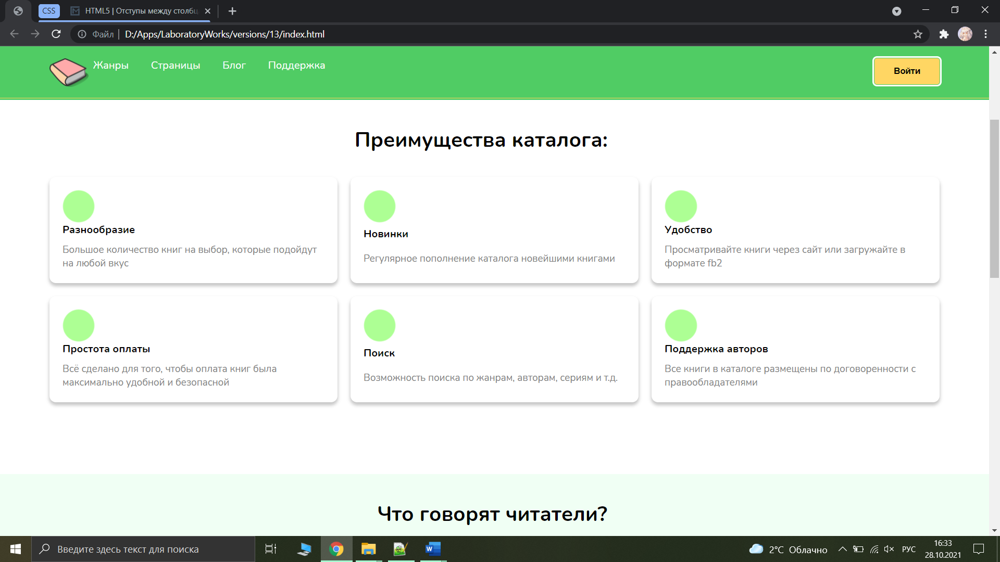 CSS
HTML5 | Отступы между столбц
Файл | D:/Apps/LaboratoryWorks/versions/13/index.html
Жанры Страницы Блог Поддержка
Войти
Преимущества каталога:
Разнообразие
Большое количество книг на выбор, которые подойдут
на любой вкус
Новинки
Регулярное пополнение каталога новейшими книгами
Удобство
Просматривайте книги через сайт или загружайте в
формате fb2
Простота оплаты
Всё сделано для того, чтобы оплата книг была
максимально удобной и безопасной
Поиск
Возможность поиска по жанрам, авторам, сериям и т.д.
Поддержка авторов
Все книги в каталоге размещены по договоренности с
правообладателями
Что говорят читатели?
Введите здесь текст для поиска
2°C Облачно
РУС
16:33
28.10.2021